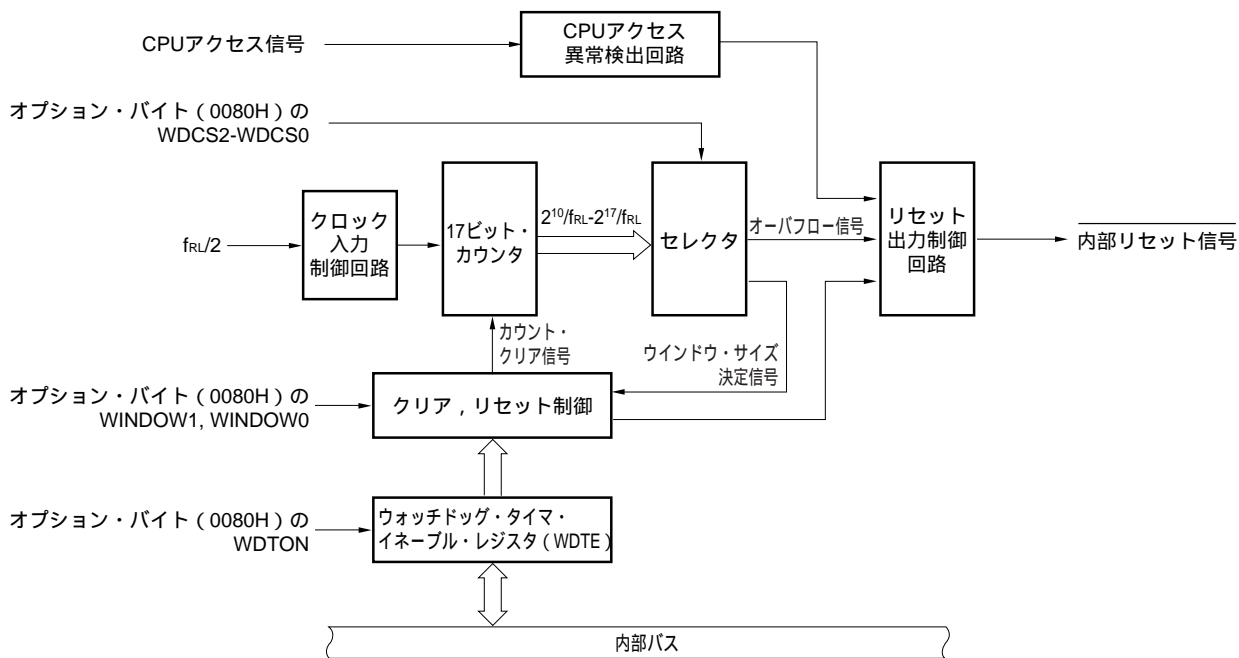 CPUアクセス信号
CPUアクセス
異常検出回路
オプション・バイト（0080H）の
WDCS2-WDCS0
fRL/2
クロック
入力
制御回路
17ビット・
カウンタ
2^10/fRL-2^17/fRL
セレクタ
オーバフロー信号
リセット
出力制御
回路
内部リセット信号
カウント・
クリア信号
ウインドウ・サイズ
決定信号
オプション・バイト（0080H）の
WINDOW1, WINDOW0
クリア，リセット制御
オプション・バイト（0080H）の
WDTON
ウォッチドッグ・タイマ・
イネーブル・レジスタ（WDTE）
内部バス